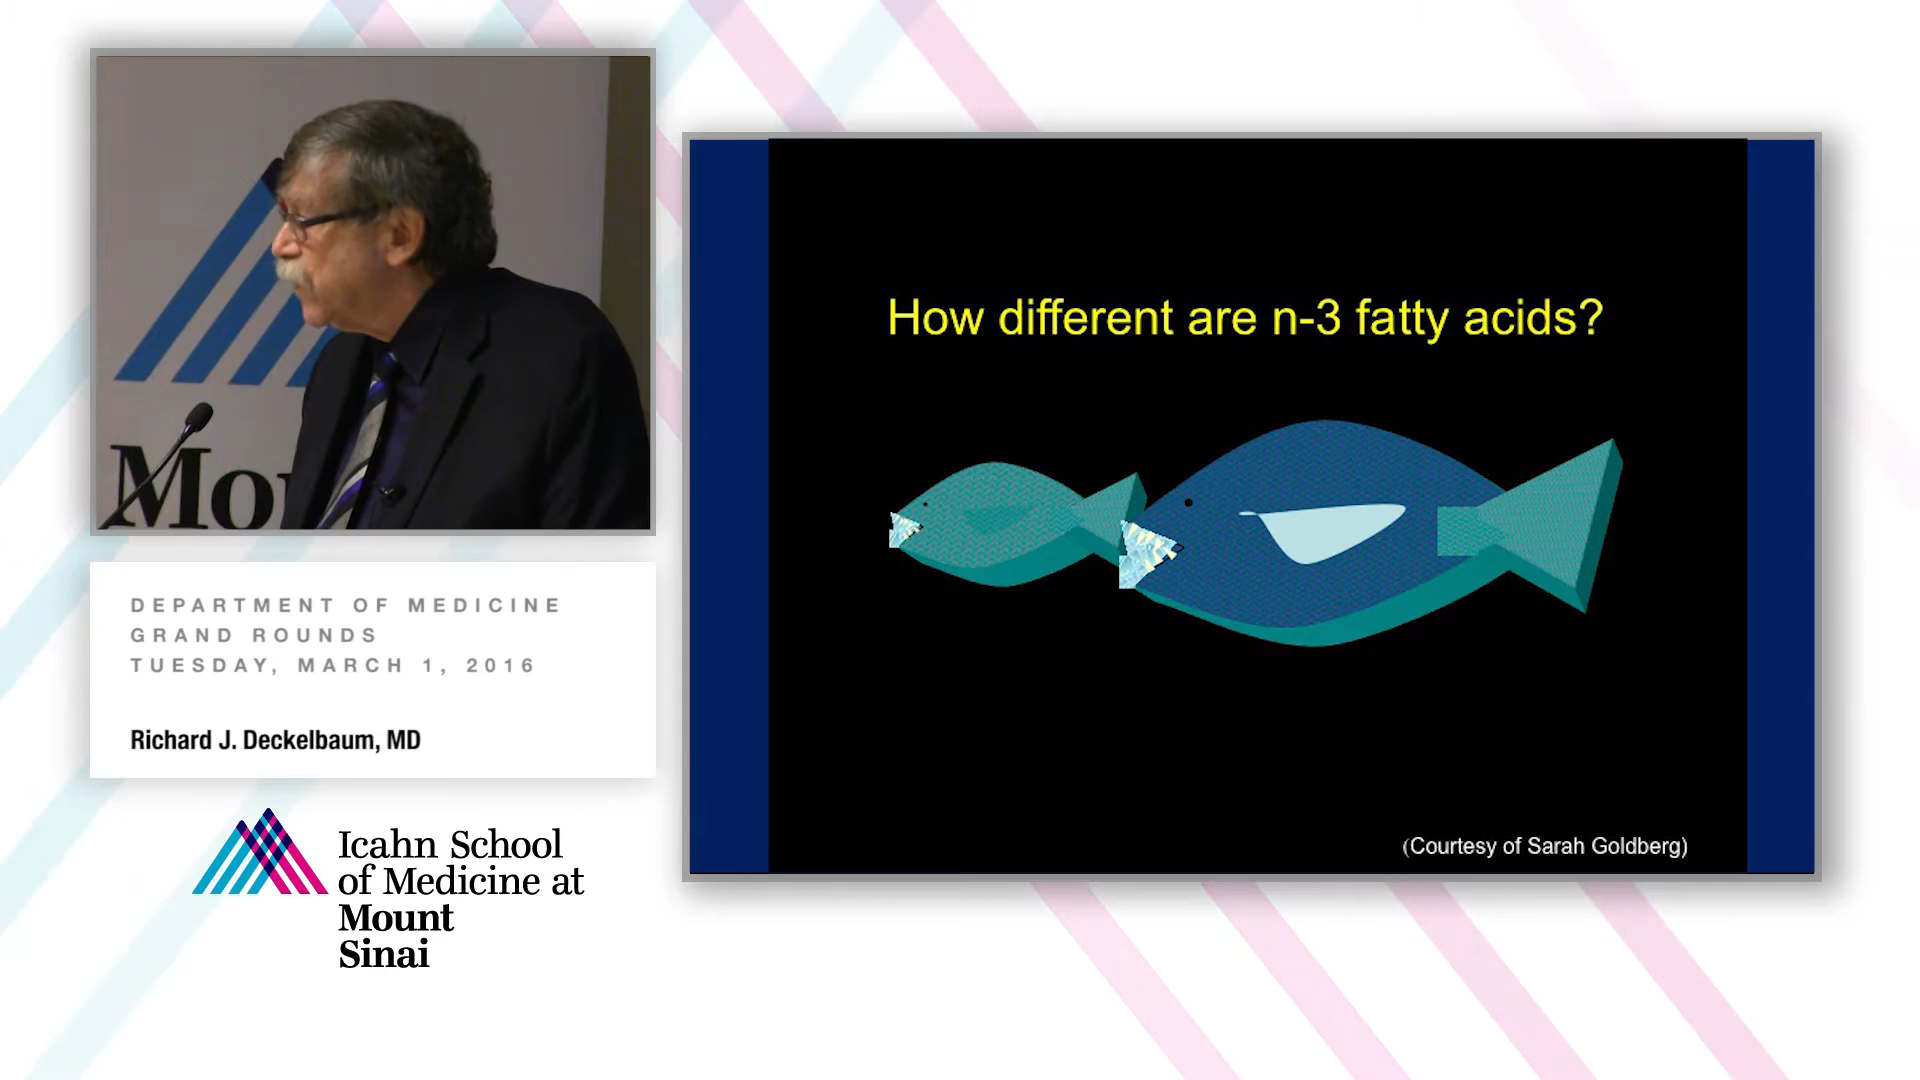 Mou
DEPARTMENT OF MEDICINE
GRAND ROUNDS
TUESDAY, MARCH 1, 2016
Richard J. Deckelbaum, MD
Icahn School
of Medicine at
Mount
Sinai
How different are n-3 fatty acids?
(Courtesy of Sarah Goldberg)